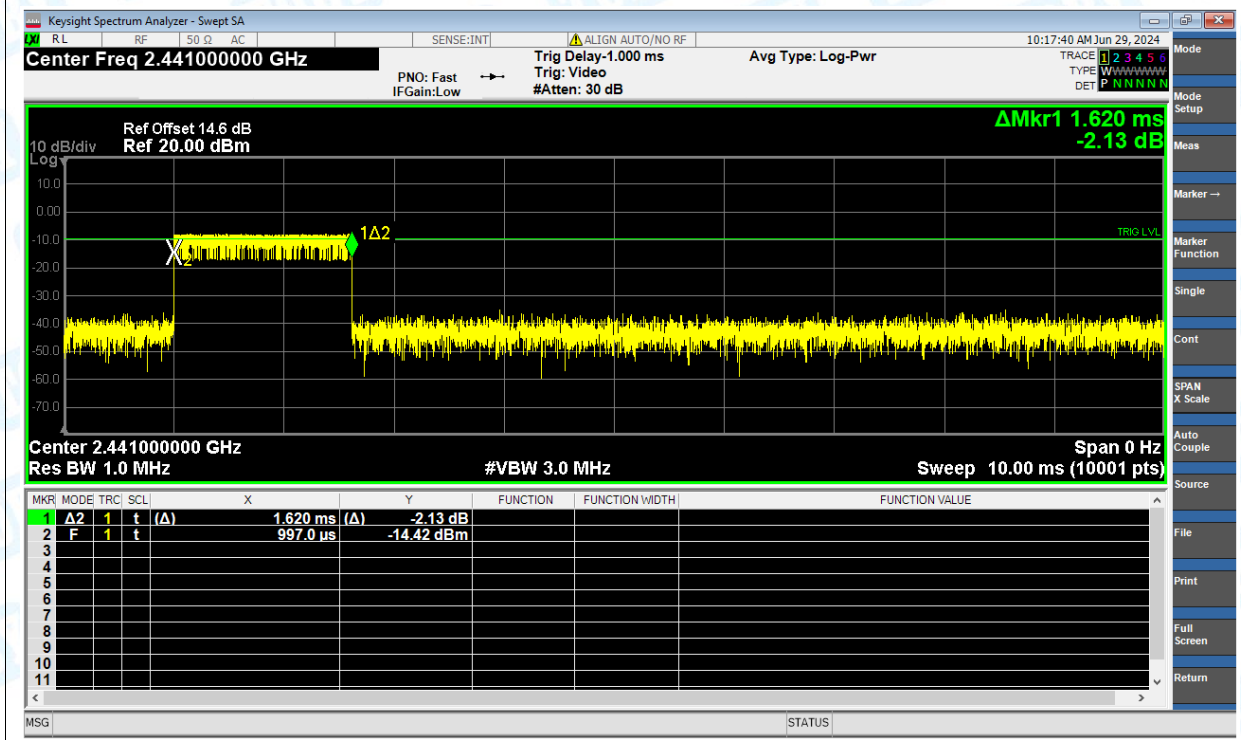 Keysight Spectrum Analyzer - Swept SA
LXI RL RF 50 Ω AC SENSE:INT ALIGN AUTO/NO RF 10:17:40 AM Jun 29, 2024
Center Freq 2.441000000 GHz
PNO: Fast
IFGain:Low
Trig Delay-1.000 ms
Trig: Video
#Atten: 30 dB
Avg Type: Log-Pwr
TRACE 1 2 3 4 5 6
TYPE WWWWWW
DET P N N N N N
10 dB/div
Log
Ref Offset 14.6 dB
Ref 20.00 dBm
ΔMkr1 1.620 ms
-2.13 dB
10.0
0.00
-10.0
-20.0
-30.0
-40.0
-50.0
-60.0
-70.0
TRIG LVL
1Δ2
2
Center 2.441000000 GHz Span 0 Hz
Res BW 1.0 MHz #VBW 3.0 MHz Sweep 10.00 ms (10001 pts)
MKR MODE TRC SCL X Y FUNCTION FUNCTION WIDTH FUNCTION VALUE
1 Δ2 1 t (Δ) 1.620 ms (Δ) -2.13 dB
2 F 1 t 997.0 µs -14.42 dBm
3
4
5
6
7
8
9
10
11
MSG STATUS
Mode
Mode Setup
Meas
Marker →
Marker Function
Single
Cont
SPAN X Scale
Auto Couple
Source
File
Print
Full Screen
Return